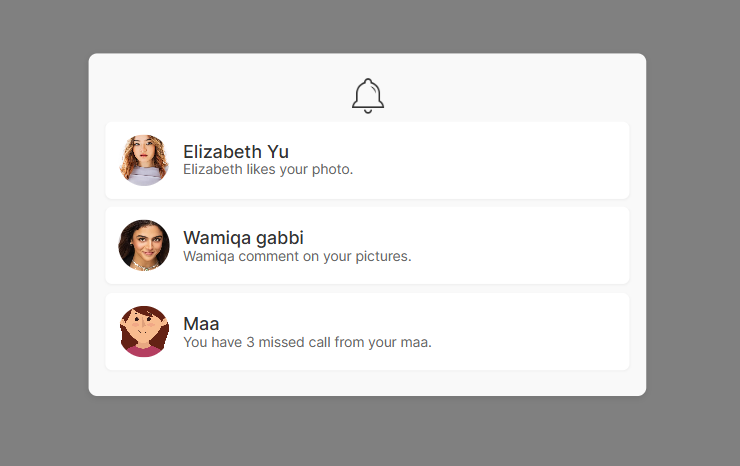 Elizabeth Yu
Elizabeth likes your photo.
Wamiqa gabbi
Wamiqa comment on your pictures.
Maa
You have 3 missed call from your maa.